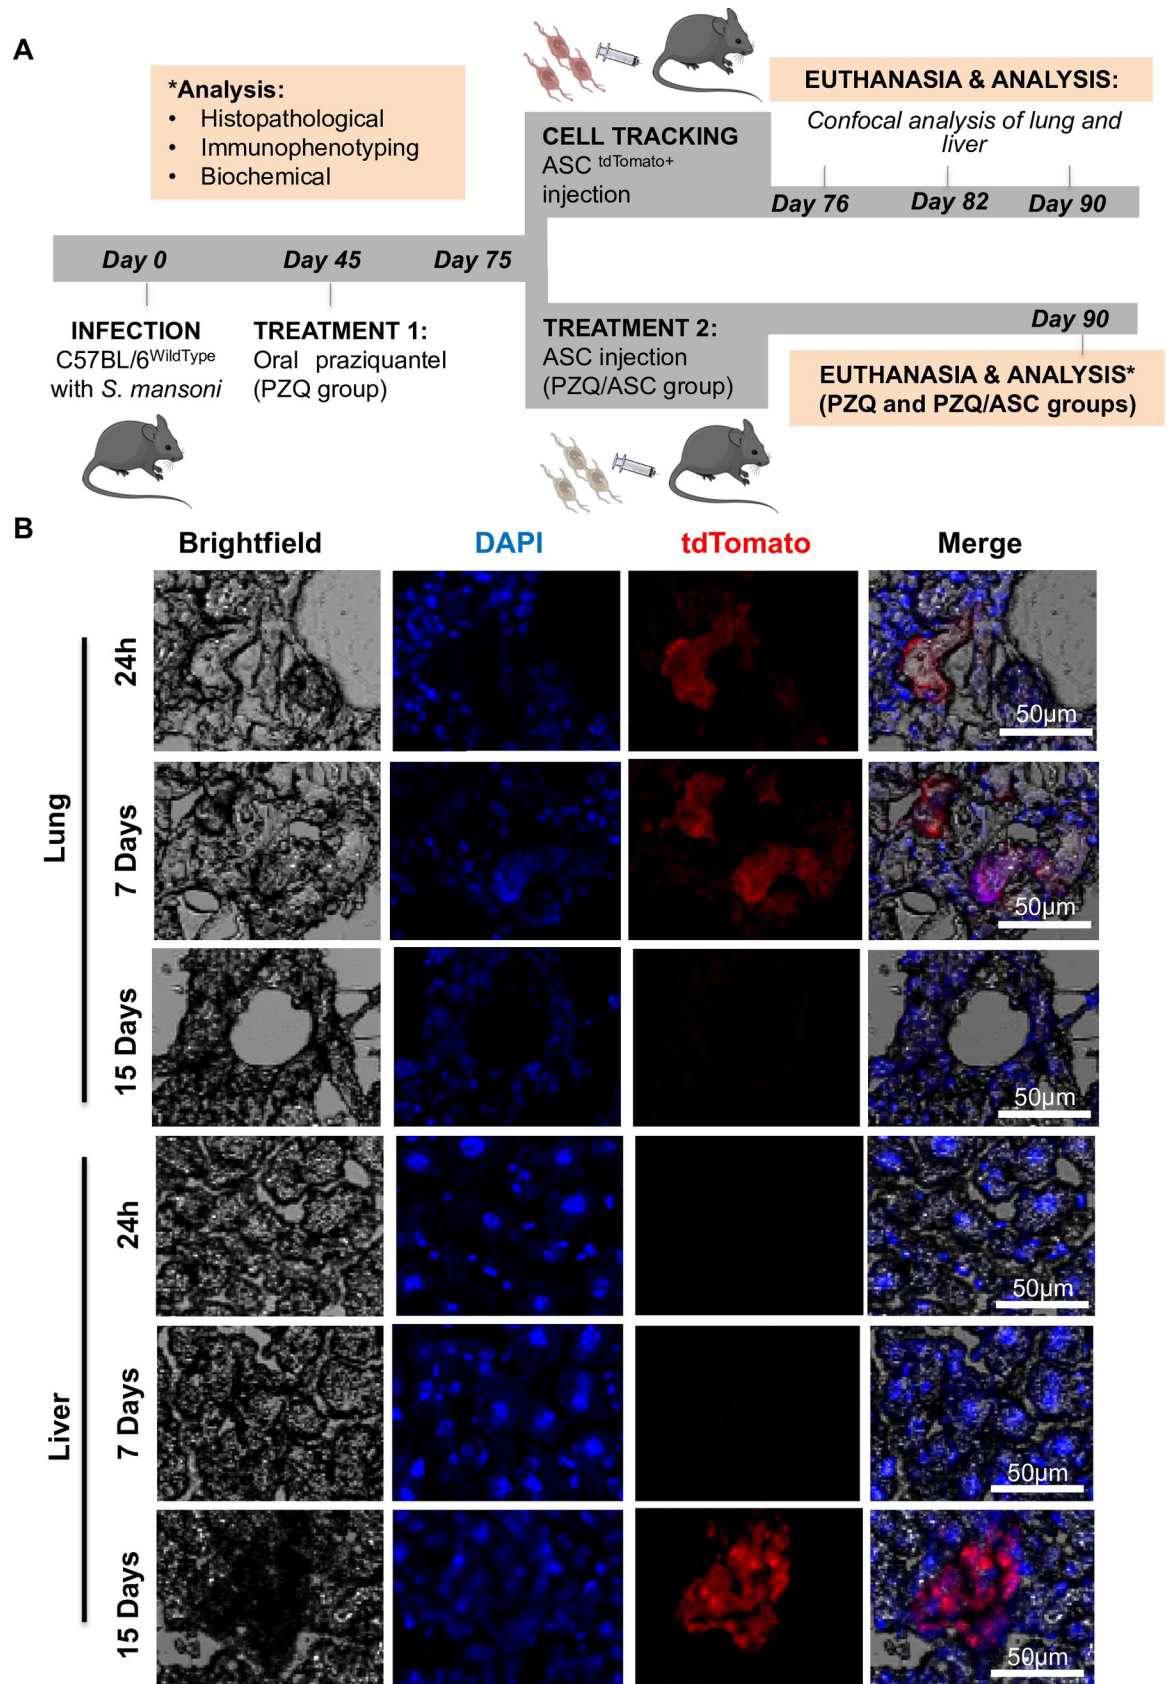 A
*Analysis:
• Histopathological
• Immunophenotyping
• Biochemical
CELL TRACKING
ASC tdTomato+
injection
EUTHANASIA & ANALYSIS:
Confocal analysis of lung and
liver
Day 76
Day 82
Day 90
Day 0
Day 45
Day 75
INFECTION
C57BL/6WildType
with S. mansoni
TREATMENT 1:
Oral praziquantel
(PZQ group)
TREATMENT 2:
ASC injection
(PZQ/ASC group)
Day 90
EUTHANASIA & ANALYSIS*
(PZQ and PZQ/ASC groups)
B
Brightfield
DAPI
tdTomato
Merge
Lung
24h
50µm
7 Days
50µm
15 Days
50µm
Liver
24h
50µm
7 Days
50µm
15 Days
50µm